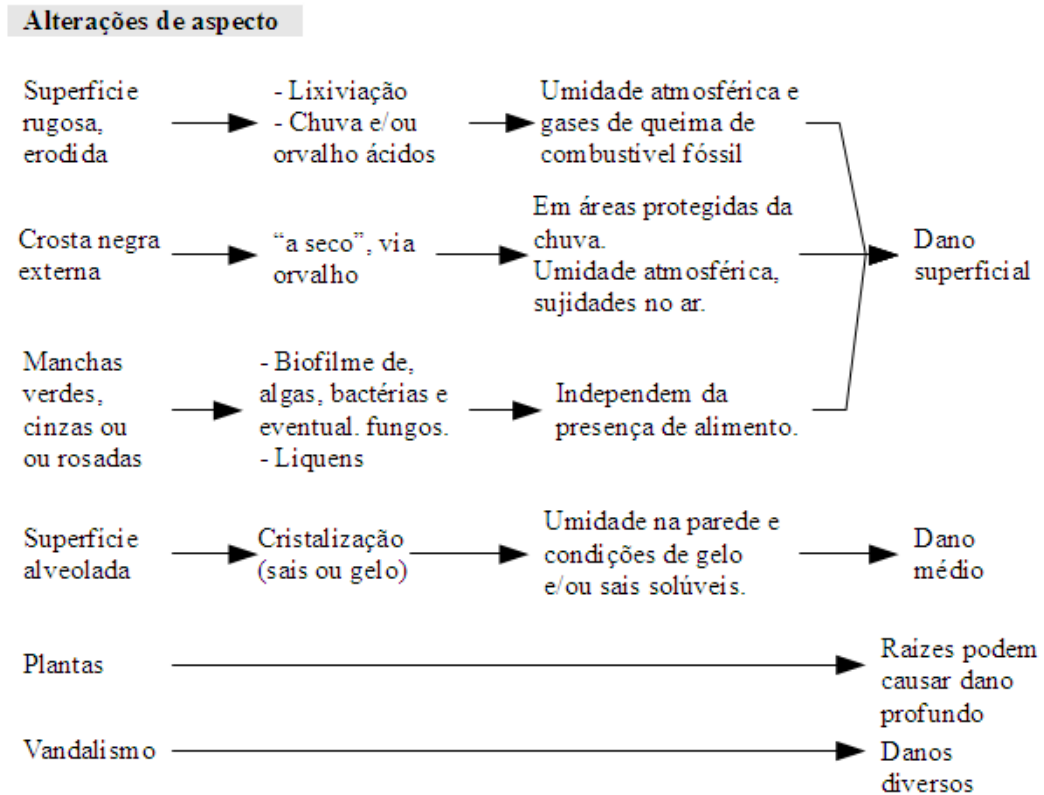 Alterações de aspecto
Superfície
rugosa,
erodida
- Lixiviação
- Chuva e/ou
orvalho ácidos
Umidade atmosférica e
gases de queima de
combustível fóssil
Crosta negra
externa
“a seco”, via
orvalho
Em áreas protegidas da
chuva.
Umidade atmosférica,
sujidades no ar.
Dano
superficial
Manchas
verdes,
cinzas ou
ou rosadas
- Biofilme de,
algas, bactérias e
eventual. fungos.
- Liquens
Independem da
presença de alimento.
Superfície
alveolada
Cristalização
(sais ou gelo)
Umidade na parede e
condições de gelo
e/ou sais solúveis.
Dano
médio
Plantas
Raízes podem
causar dano
profundo
Vandalismo
Danos
diversos